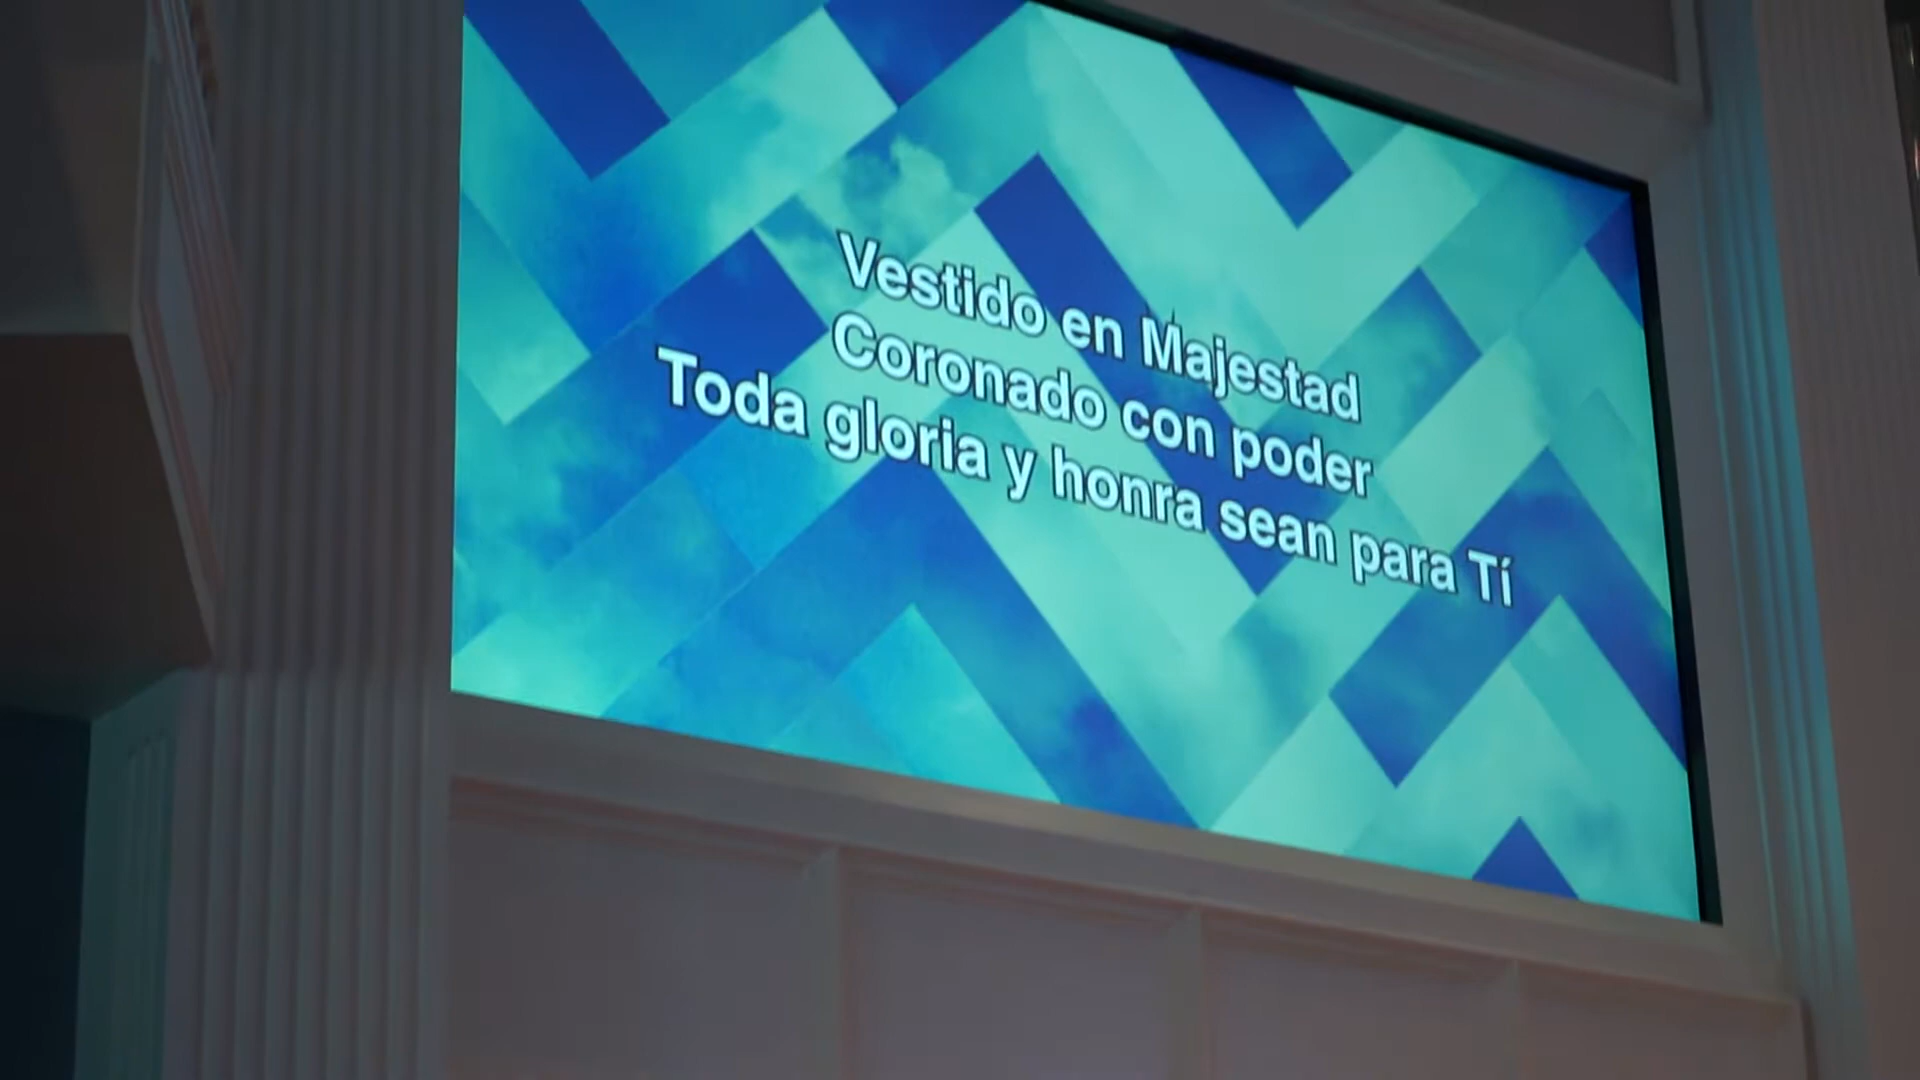 Vestido en Majestad
Coronado con poder
Toda gloria y honra sean para Tí